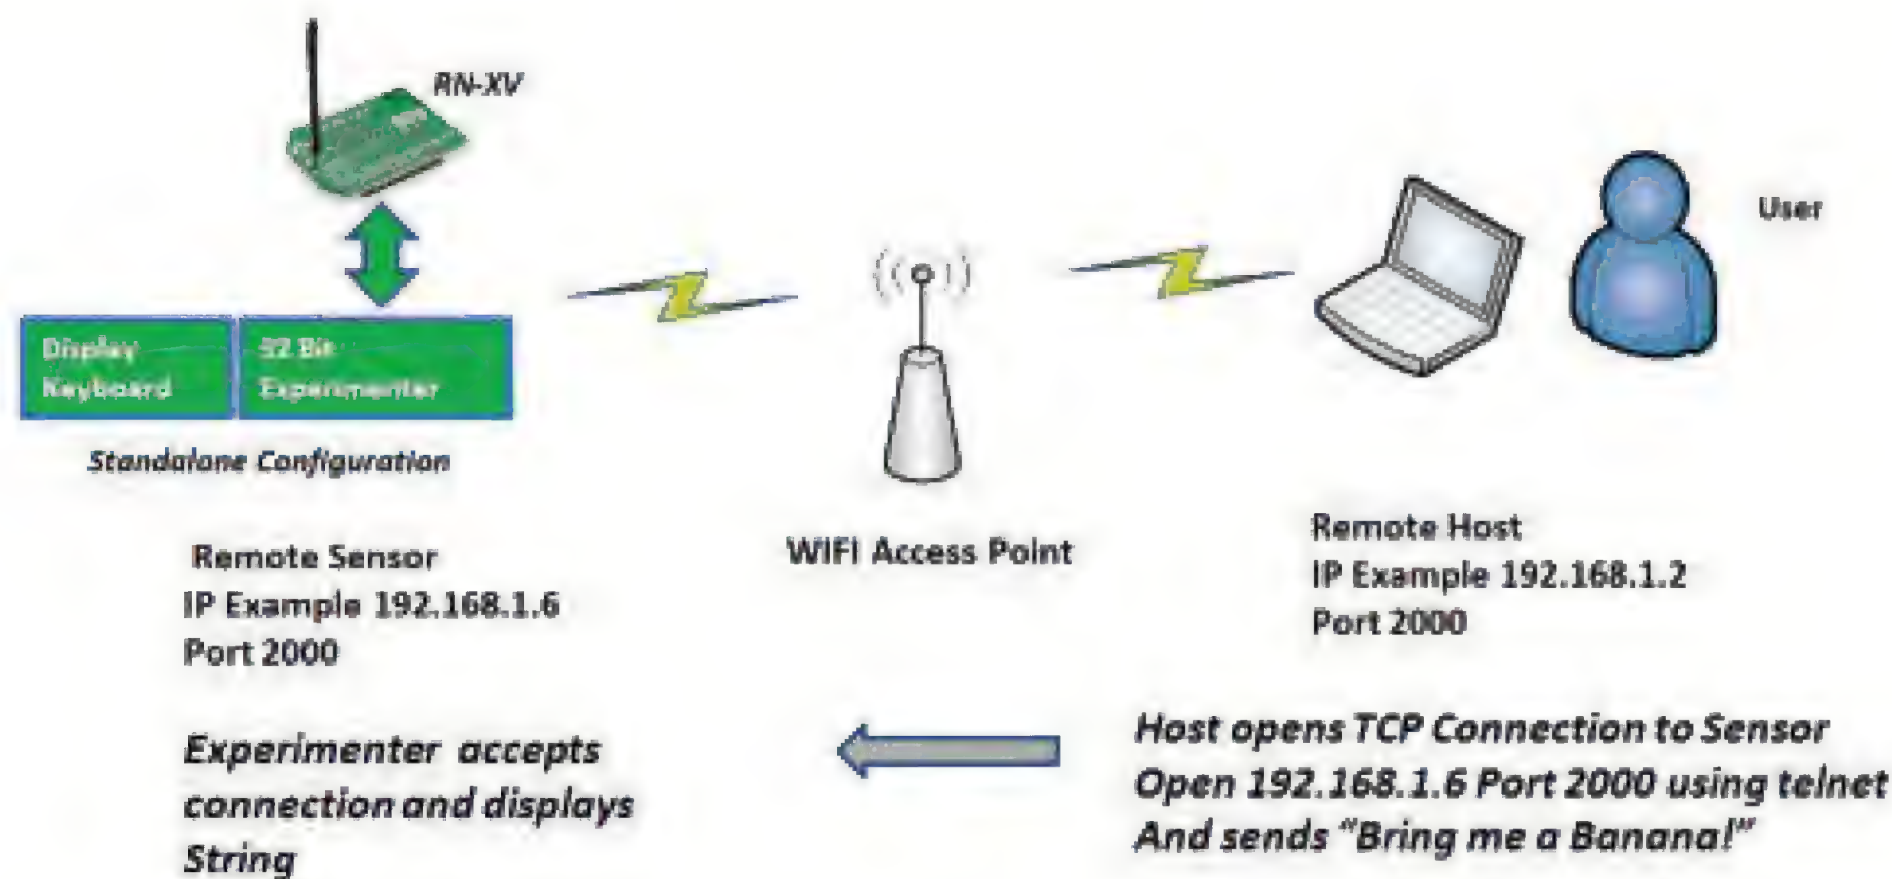 RN-XV
User
Display
Keyboard
32 Bit
Experimenter
Standalone Configuration
Remote Sensor
IP Example 192.168.1.6
Port 2000
WIFI Access Point
Remote Host
IP Example 192.168.1.2
Port 2000
Experimenter accepts
connection and displays
String
Host opens TCP Connection to Sensor
Open 192.168.1.6 Port 2000 using telnet
And sends "Bring me a Banana!"